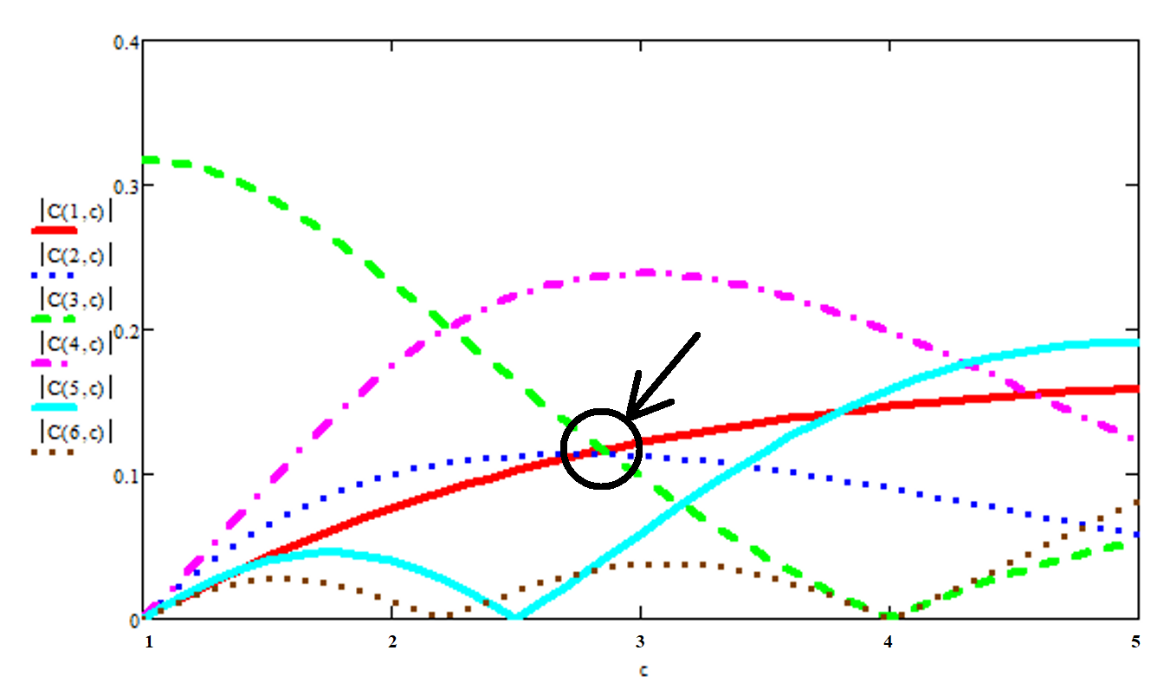 0.4
0.3
|C(1,c)|
|C(2,c)|
|C(3,c)|
|C(4,c)| 0.2
|C(5,c)|
|C(6,c)|
0.1
0
1 2 3 4 5
c